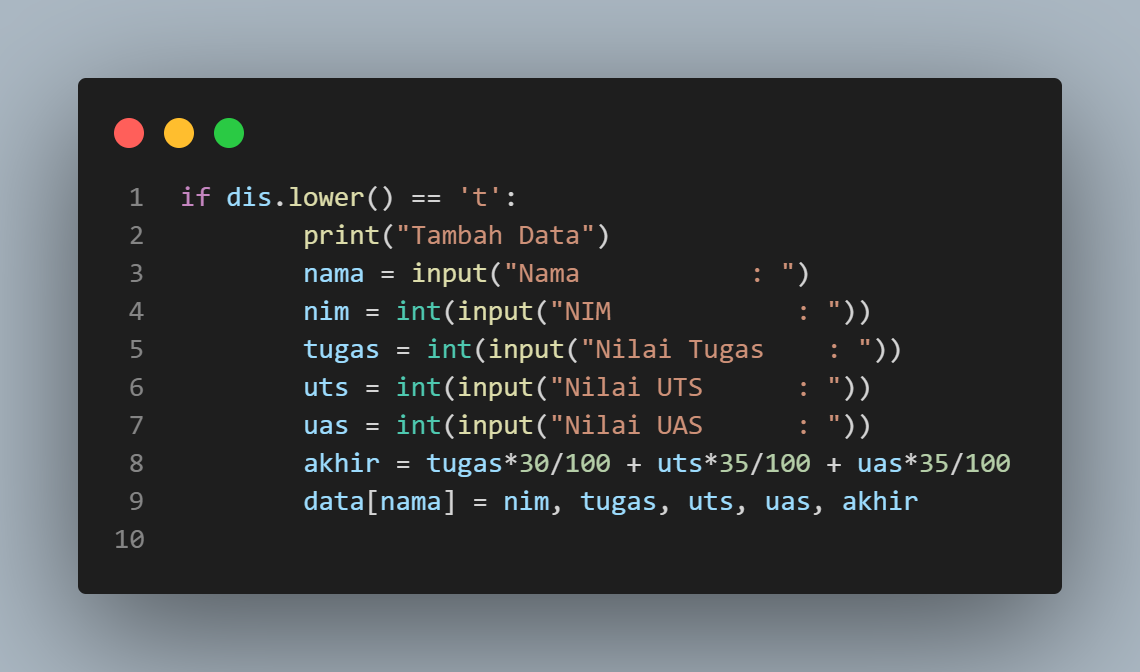 1 if dis.lower() == 't':
2         print("Tambah Data")
3         nama = input("Nama           : ")
4         nim = int(input("NIM            : "))
5         tugas = int(input("Nilai Tugas    : "))
6         uts = int(input("Nilai UTS      : "))
7         uas = int(input("Nilai UAS      : "))
8         akhir = tugas*30/100 + uts*35/100 + uas*35/100
9         data[nama] = nim, tugas, uts, uas, akhir
10